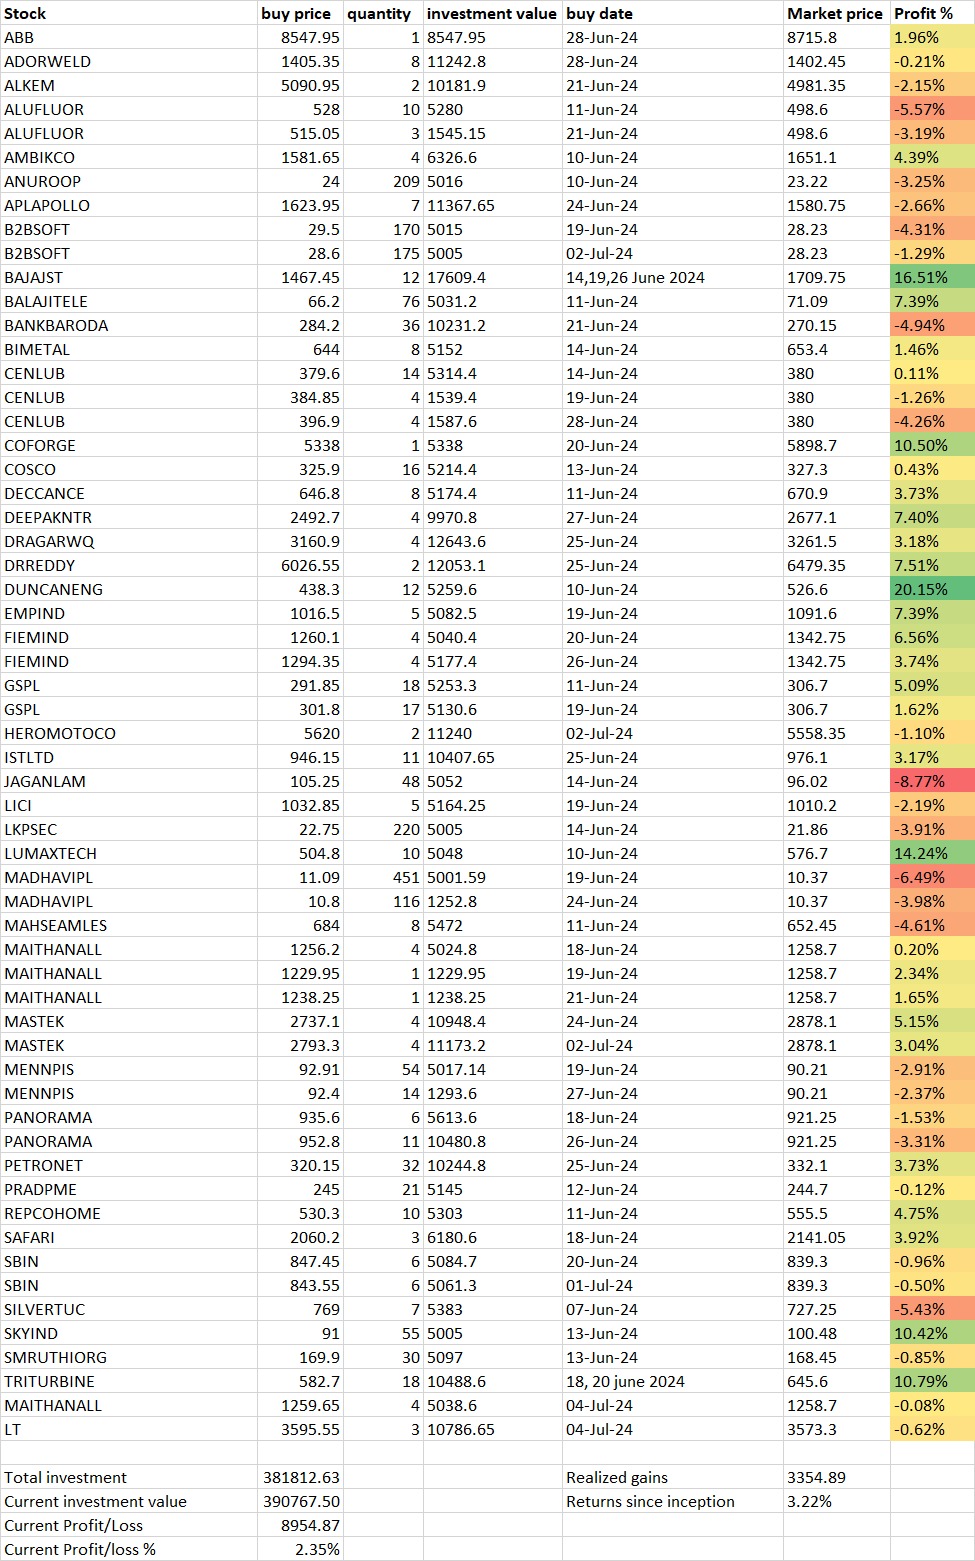 Stock buy price quantity investment value buy date Market price Profit %
ABB 8547.95 1 8547.95 28-Jun-24 8715.8 1.96%
ADORWELD 1405.35 8 11242.8 28-Jun-24 1402.45 -0.21%
ALKEM 5090.95 2 10181.9 21-Jun-24 4981.35 -2.15%
ALUFLUOR 528 10 5280 11-Jun-24 498.6 -5.57%
ALUFLUOR 515.05 3 1545.15 21-Jun-24 498.6 -3.19%
AMBIKCO 1581.65 4 6326.6 10-Jun-24 1651.1 4.39%
ANUROOP 24 209 5016 10-Jun-24 23.22 -3.25%
APLAPOLLO 1623.95 7 11367.65 24-Jun-24 1580.75 -2.66%
B2BSOFT 29.5 170 5015 19-Jun-24 28.23 -4.31%
B2BSOFT 28.6 175 5005 02-Jul-24 28.23 -1.29%
BAJAJST 1467.45 12 17609.4 14,19,26 June 2024 1709.75 16.51%
BALAJITELE 66.2 76 5031.2 11-Jun-24 71.09 7.39%
BANKBARODA 284.2 36 10231.2 21-Jun-24 270.15 -4.94%
BIMETAL 644 8 5152 14-Jun-24 653.4 1.46%
CENLUB 379.6 14 5314.4 14-Jun-24 380 0.11%
CENLUB 384.85 4 1539.4 19-Jun-24 380 -1.26%
CENLUB 396.9 4 1587.6 28-Jun-24 380 -4.26%
COFORGE 5338 1 5338 20-Jun-24 5898.7 10.50%
COSCO 325.9 16 5214.4 13-Jun-24 327.3 0.43%
DECCANCE 646.8 8 5174.4 11-Jun-24 670.9 3.73%
DEEPAKNTR 2492.7 4 9970.8 27-Jun-24 2677.1 7.40%
DRAGARWQ 3160.9 4 12643.6 25-Jun-24 3261.5 3.18%
DRREDDY 6026.55 2 12053.1 25-Jun-24 6479.35 7.51%
DUNCANENG 438.3 12 5259.6 10-Jun-24 526.6 20.15%
EMPIND 1016.5 5 5082.5 19-Jun-24 1091.6 7.39%
FIEMIND 1260.1 4 5040.4 20-Jun-24 1342.75 6.56%
FIEMIND 1294.35 4 5177.4 26-Jun-24 1342.75 3.74%
GSPL 291.85 18 5253.3 11-Jun-24 306.7 5.09%
GSPL 301.8 17 5130.6 19-Jun-24 306.7 1.62%
HEROMOTOCO 5620 2 11240 02-Jul-24 5558.35 -1.10%
ISTLTD 946.15 11 10407.65 25-Jun-24 976.1 3.17%
JAGANLAM 105.25 48 5052 14-Jun-24 96.02 -8.77%
LICI 1032.85 5 5164.25 19-Jun-24 1010.2 -2.19%
LKPSEC 22.75 220 5005 14-Jun-24 21.86 -3.91%
LUMAXTECH 504.8 10 5048 10-Jun-24 576.7 14.24%
MADHAVIPL 11.09 451 5001.59 19-Jun-24 10.37 -6.49%
MADHAVIPL 10.8 116 1252.8 24-Jun-24 10.37 -3.98%
MAHSEAMLES 684 8 5472 11-Jun-24 652.45 -4.61%
MAITHANALL 1256.2 4 5024.8 18-Jun-24 1258.7 0.20%
MAITHANALL 1229.95 1 1229.95 19-Jun-24 1258.7 2.34%
MAITHANALL 1238.25 1 1238.25 21-Jun-24 1258.7 1.65%
MASTEK 2737.1 4 10948.4 24-Jun-24 2878.1 5.15%
MASTEK 2793.3 4 11173.2 02-Jul-24 2878.1 3.04%
MENNPIS 92.91 54 5017.14 19-Jun-24 90.21 -2.91%
MENNPIS 92.4 14 1293.6 27-Jun-24 90.21 -2.37%
PANORAMA 935.6 6 5613.6 18-Jun-24 921.25 -1.53%
PANORAMA 952.8 11 10480.8 26-Jun-24 921.25 -3.31%
PETRONET 320.15 32 10244.8 25-Jun-24 332.1 3.73%
PRADPME 245 21 5145 12-Jun-24 244.7 -0.12%
REPCOHOME 530.3 10 5303 11-Jun-24 555.5 4.75%
SAFARI 2060.2 3 6180.6 18-Jun-24 2141.05 3.92%
SBIN 847.45 6 5084.7 20-Jun-24 839.3 -0.96%
SBIN 843.55 6 5061.3 01-Jul-24 839.3 -0.50%
SILVERTUC 769 7 5383 07-Jun-24 727.25 -5.43%
SKYIND 91 55 5005 13-Jun-24 100.48 10.42%
SMRUTHIORG 169.9 30 5097 13-Jun-24 168.45 -0.85%
TRITURBINE 582.7 18 10488.6 18, 20 june 2024 645.6 10.79%
MAITHANALL 1259.65 4 5038.6 04-Jul-24 1258.7 -0.08%
LT 3595.55 3 10786.65 04-Jul-24 3573.3 -0.62%
Total investment 381812.63 Realized gains 3354.89
Current investment value 390767.50 Returns since inception 3.22%
Current Profit/Loss 8954.87
Current Profit/loss % 2.35%